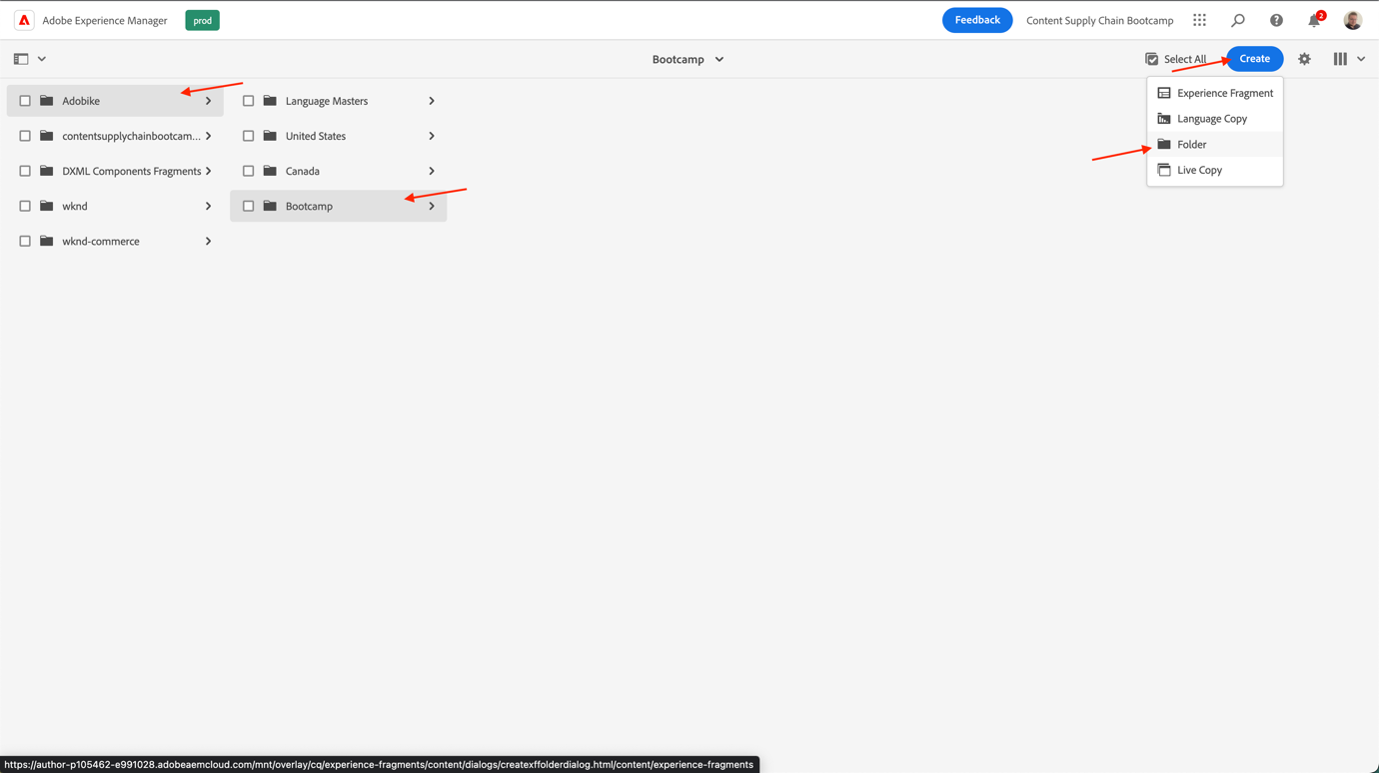 Adobe Experience Manager prod Feedback Content Supply Chain Bootcamp 2
Bootcamp Select All Create
Adobike Language Masters Experience Fragment
Language Copy
contentsupplychainbootcam... United States Folder
DXML Components Fragments Canada Live Copy
wknd Bootcamp
wknd-commerce
https://author-p105462-e991028.adobeaemcloud.com/mnt/overlay/cq/experience-fragments/content/dialogs/createxffolderdialog.html/content/experience-fragments